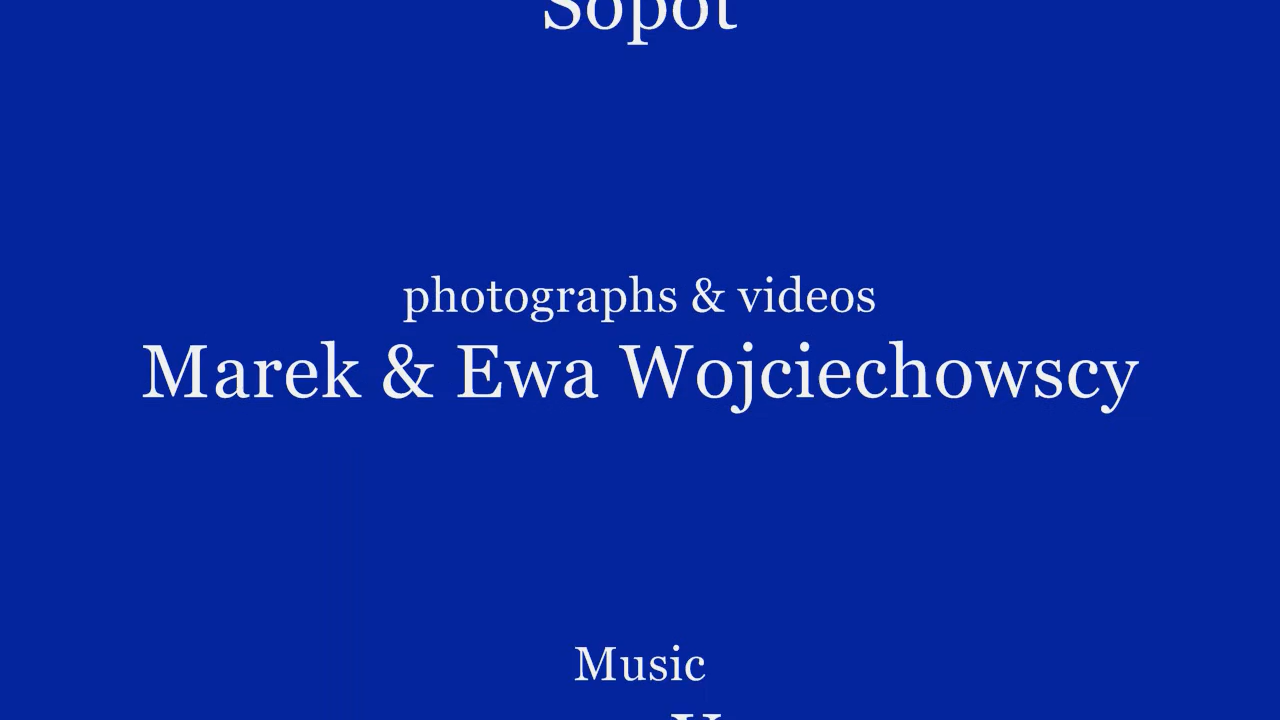 Sopot
photographs & videos
Marek & Ewa Wojciechowscy
Music